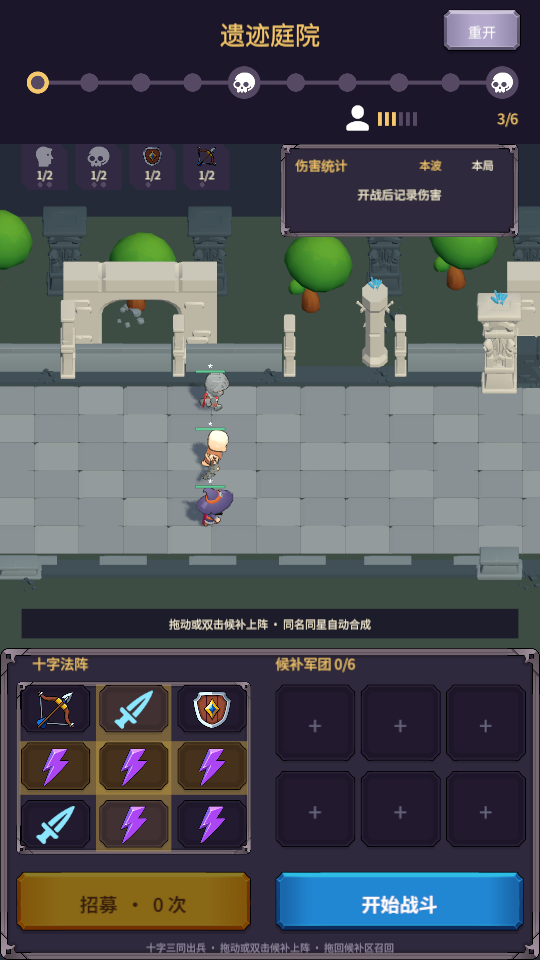 遗迹庭院
重开
3/6
1/2 1/2 1/2 1/2
伤害统计 本波 本局
开战后记录伤害
拖动或双击候补上阵 · 同名同星自动合成
十字法阵
候补军团 0/6
招募 · 0 次
开始战斗
十字三同出兵 · 拖动或双击候补上阵 · 拖回候补区召回